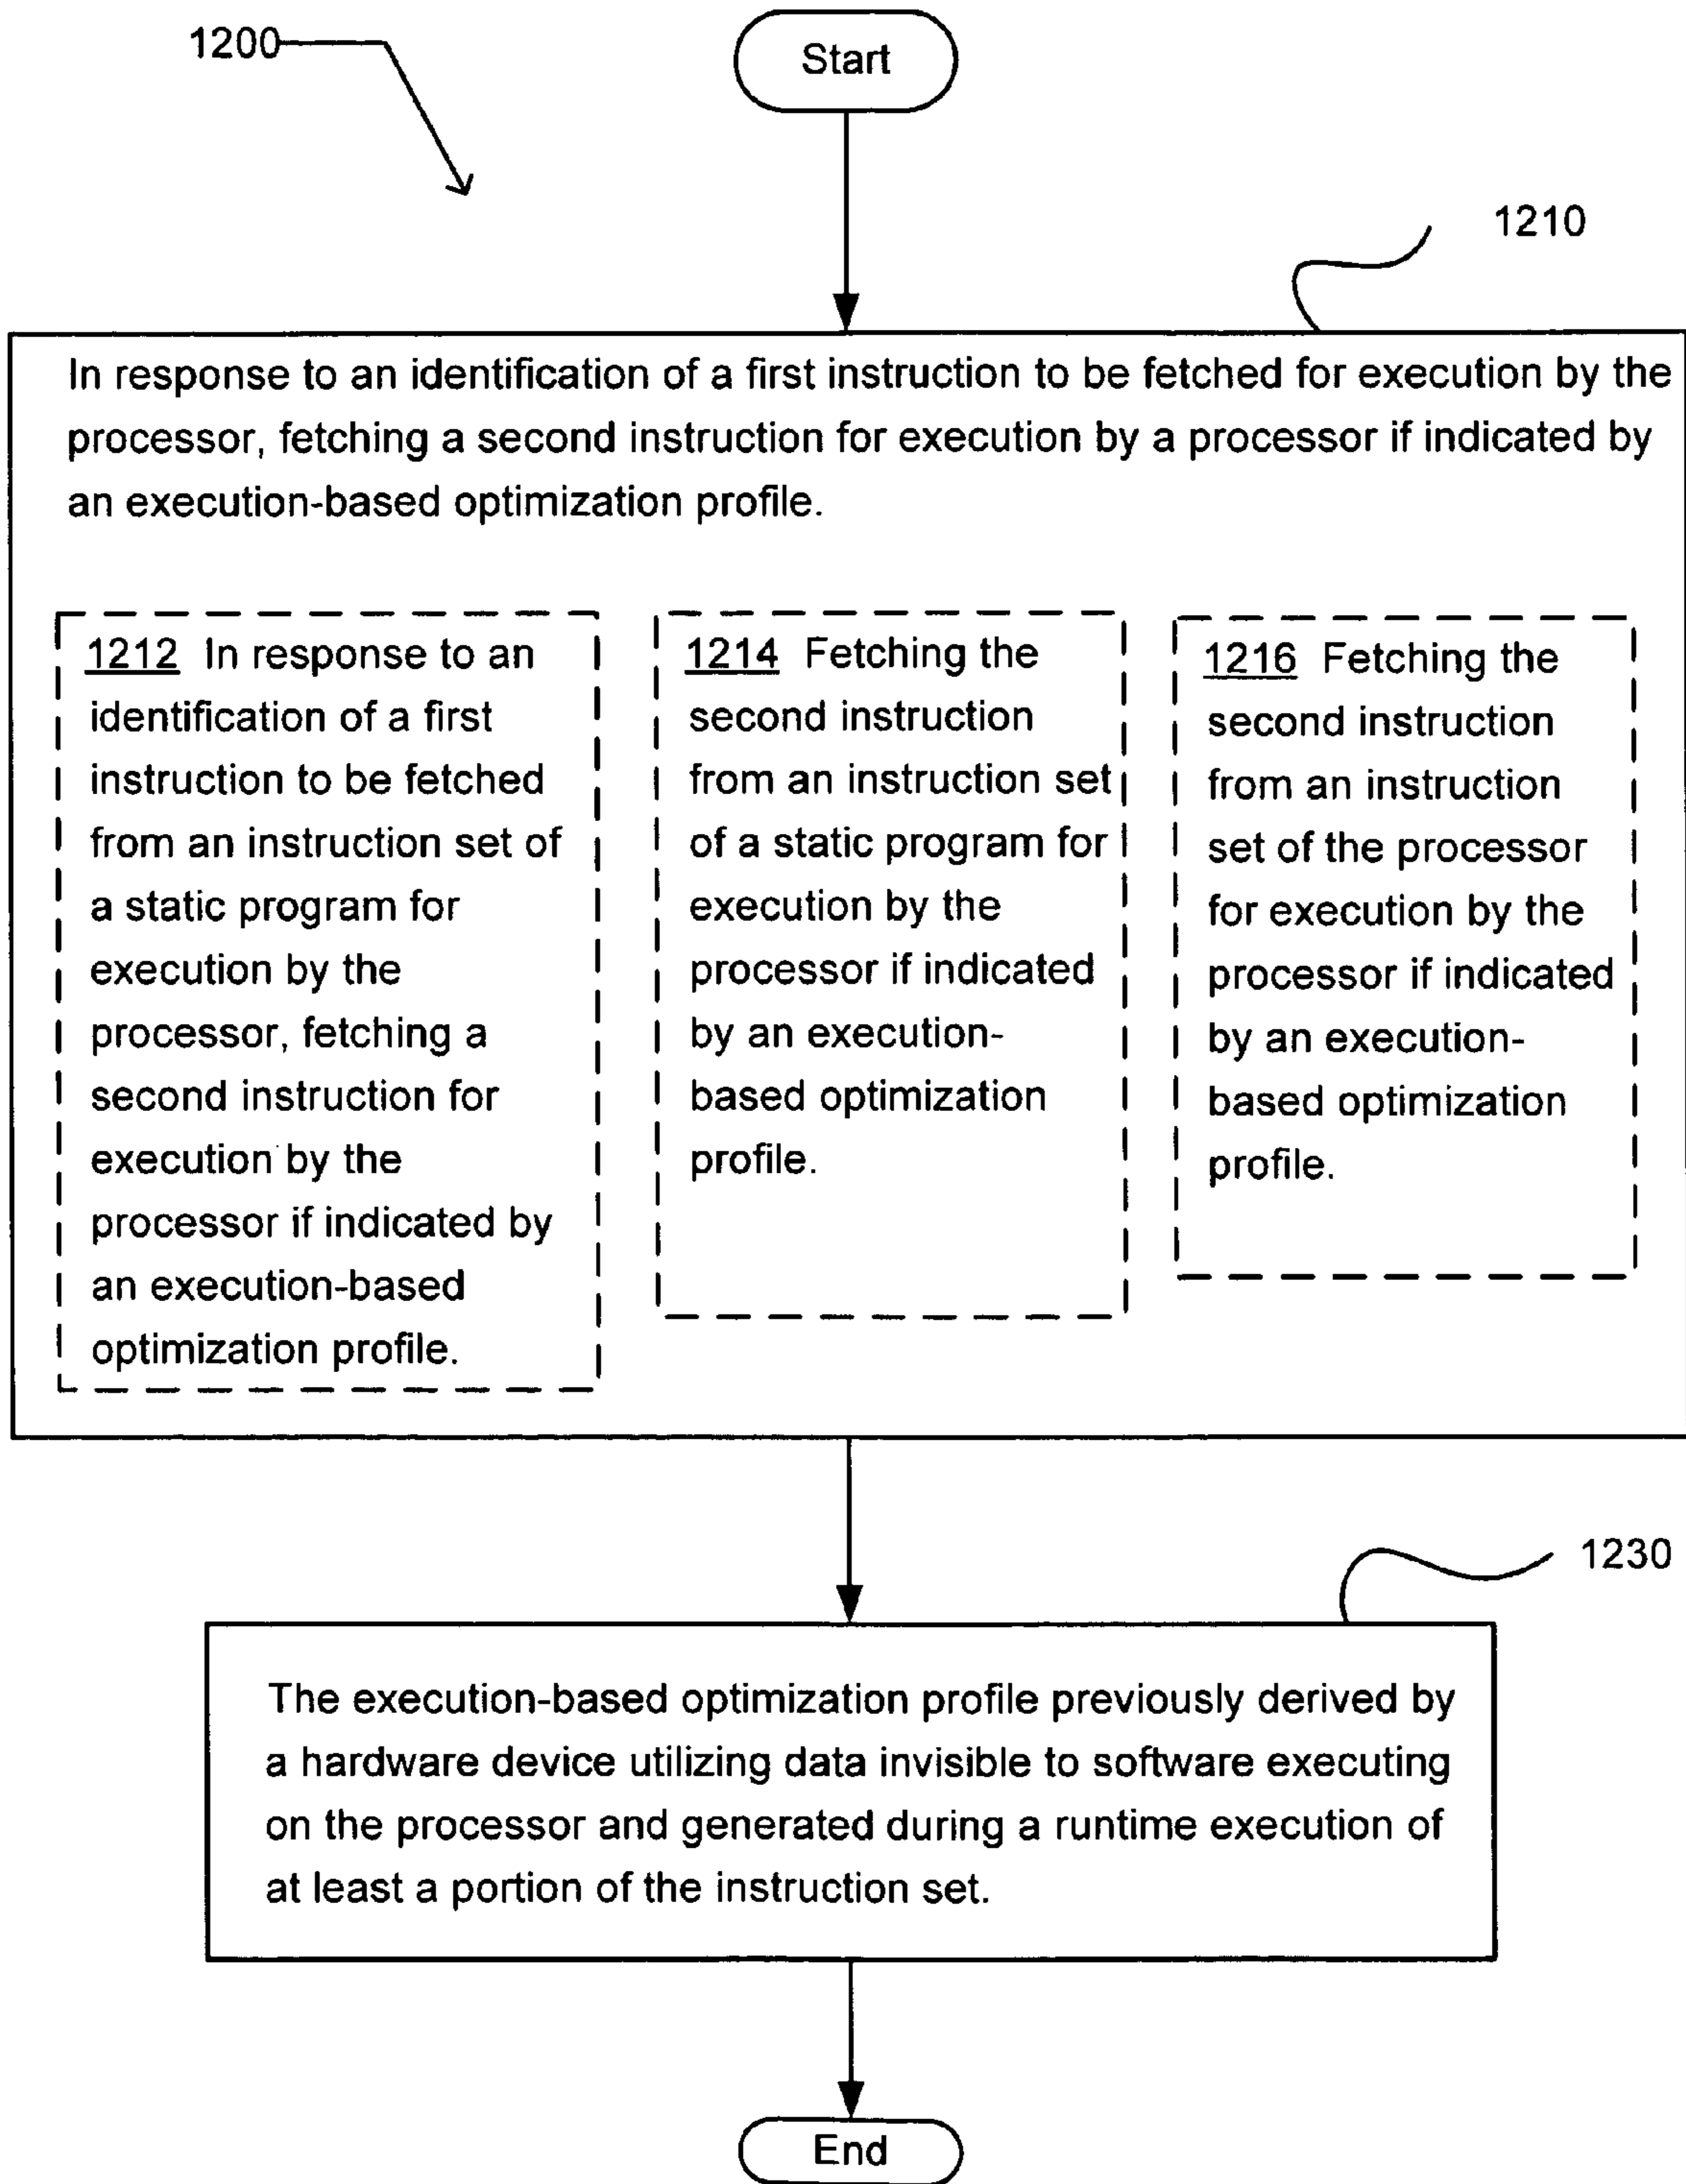 1200
Start
1210
In response to an identification of a first instruction to be fetched for execution by the
processor, fetching a second instruction for execution by a processor if indicated by
an execution-based optimization profile.
1212 In response to an
identification of a first
instruction to be fetched
from an instruction set of
a static program for
execution by the
processor, fetching a
second instruction for
execution by the
processor if indicated by
an execution-based
optimization profile.
1214 Fetching the
second instruction
from an instruction set
of a static program for
execution by the
processor if indicated
by an execution-
based optimization
profile.
1216 Fetching the
second instruction
from an instruction
set of the processor
for execution by the
processor if indicated
by an execution-
based optimization
profile.
1230
The execution-based optimization profile previously derived by
a hardware device utilizing data invisible to software executing
on the processor and generated during a runtime execution of
at least a portion of the instruction set.
End